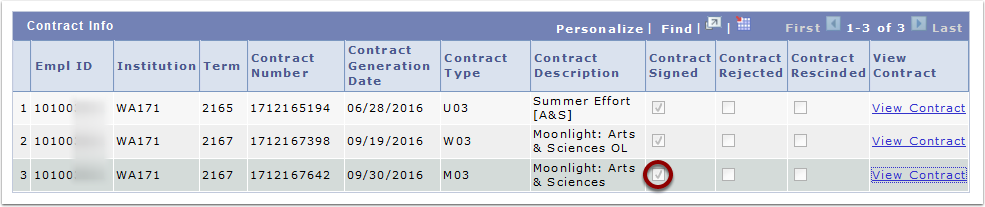 Contract Info Personalize | Find | | First 1-3 of 3 Last
Empl ID Institution Term Contract Number Contract Generation Date Contract Type Contract Description Contract Signed Contract Rejected Contract Rescinded View Contract
1 10100 WA171 2165 1712165194 06/28/2016 U03 Summer Effort [A&S] View Contract
2 10100 WA171 2167 1712167398 09/19/2016 W03 Moonlight: Arts & Sciences OL View Contract
3 10100 WA171 2167 1712167642 09/30/2016 M03 Moonlight: Arts & Sciences View Contract